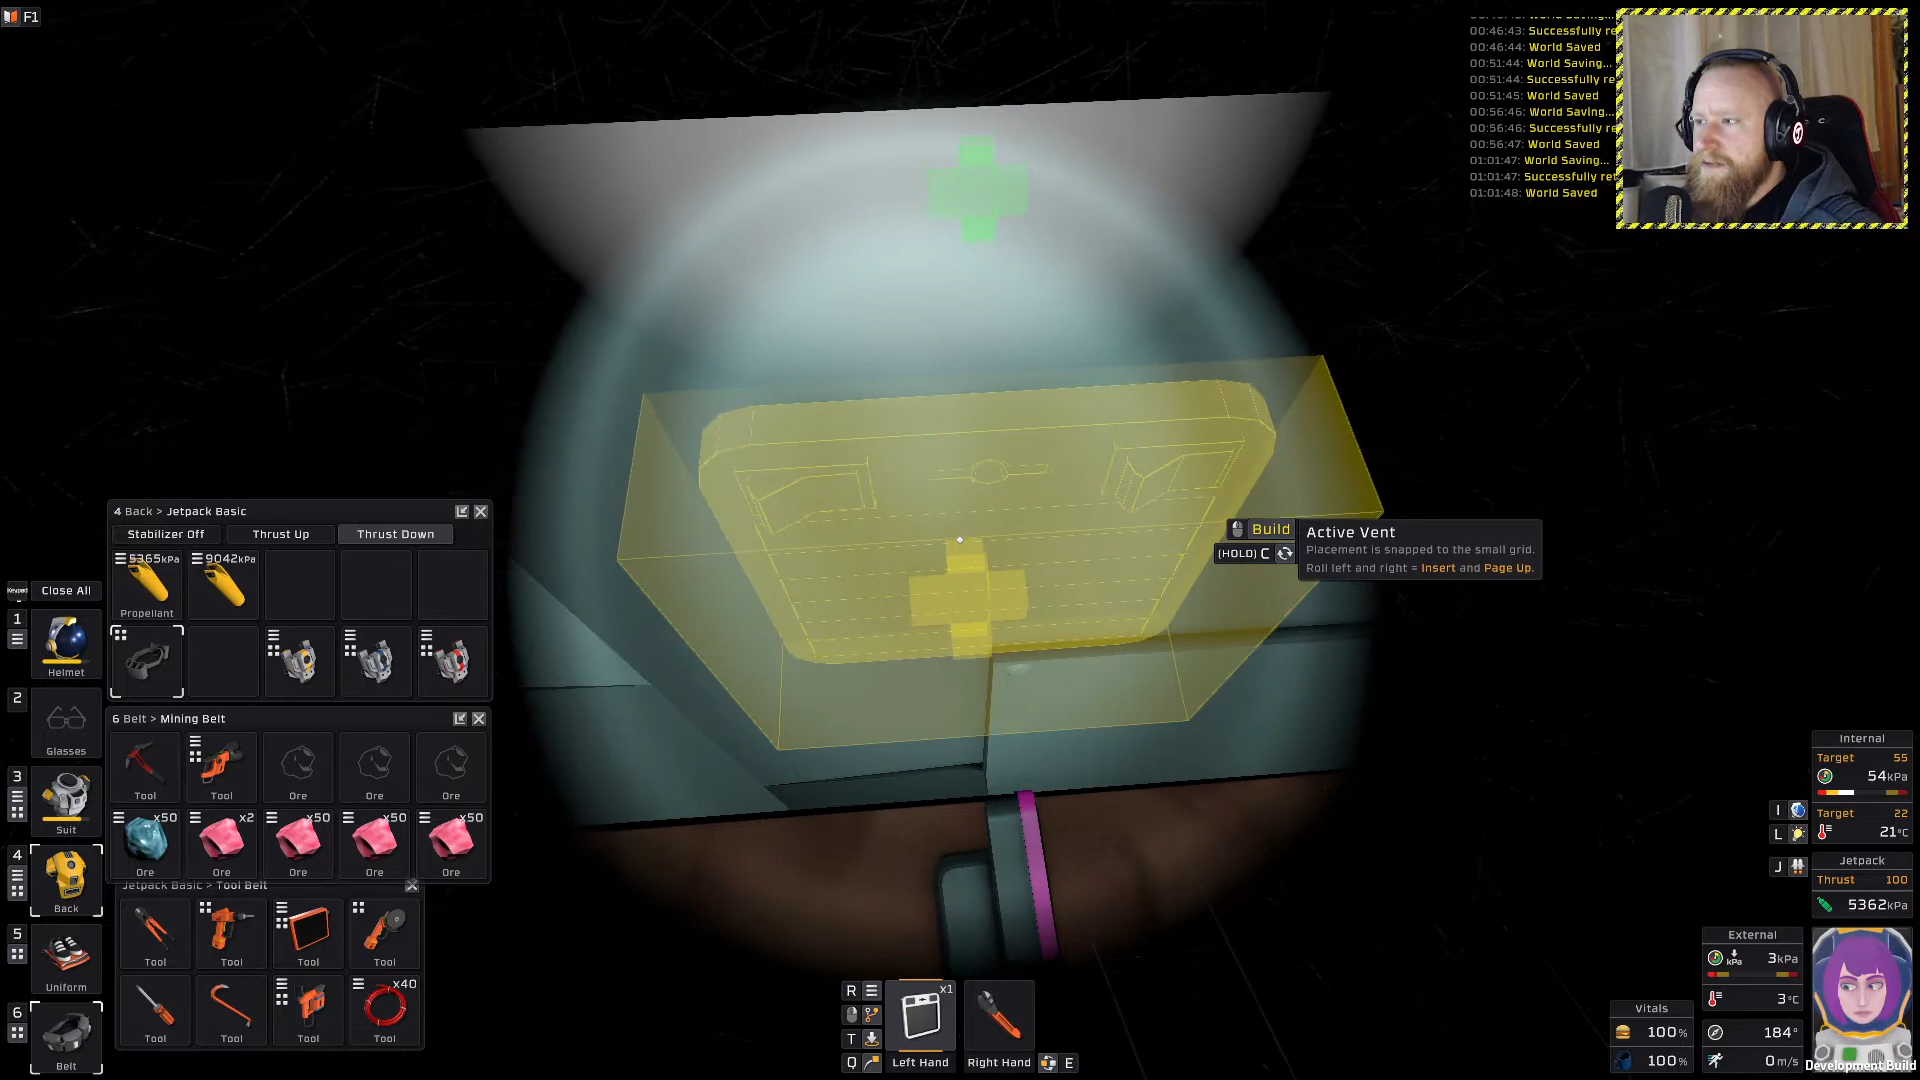 F1
00:46:43: Successfully re
00:46:44: World Saved
00:51:44: World Saving...
00:51:44: Successfully re
00:51:45: World Saved
00:56:46: World Saving...
00:56:46: Successfully re
00:56:47: World Saved
01:01:47: World Saving...
01:01:47: Successfully ret
01:01:48: World Saved
4 Back > Jetpack Basic
Stabilizer Off Thrust Up Thrust Down
5365kPa 9042kPa
Propellant
Close All
1
Helmet
2
Glasses
3
Suit
4
Back
5
Uniform
6
Belt
6 Belt > Mining Belt
Tool Tool Ore Ore Ore
x50 x2 x50 x50 x50
Ore Ore Ore Ore Ore
Jetpack Basic > Tool Belt
Tool Tool Tool Tool
x40
Tool Tool Tool Tool
Build
(HOLD) C
Active Vent
Placement is snapped to the small grid.
Roll left and right = Insert and Page Up.
R
T
Q
x1
Left Hand
Right Hand
E
Internal
Target 55
54kPa
Target 22
21°C
I
L
J
Jetpack
Thrust 100
5362kPa
External
kPa 3kPa
3°C
184°
0m/s
Vitals
100%
100%
Development Build